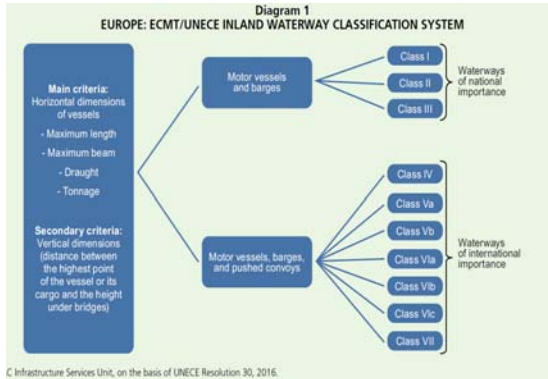 Diagram 1
EUROPE: ECMT/UNECE INLAND WATERWAY CLASSIFICATION SYSTEM
Main criteria:
Horizontal dimensions
of vessels
- Maximum length
- Maximum beam
- Draught
- Tonnage
Secondary criteria:
Vertical dimensions
(distance between
the highest point
of the vessel or its
cargo and the height
under bridges)
Motor vessels
and barges
Class I
Class II
Class III
Waterways
of national
importance
Motor vessels, barges,
and pushed convoys
Class IV
Class Va
Class Vb
Class VIa
Class VIb
Class VIc
Class VII
Waterways
of international
importance
C Infrastructure Services Unit, on the basis of UNECE Resolution 30, 2016.